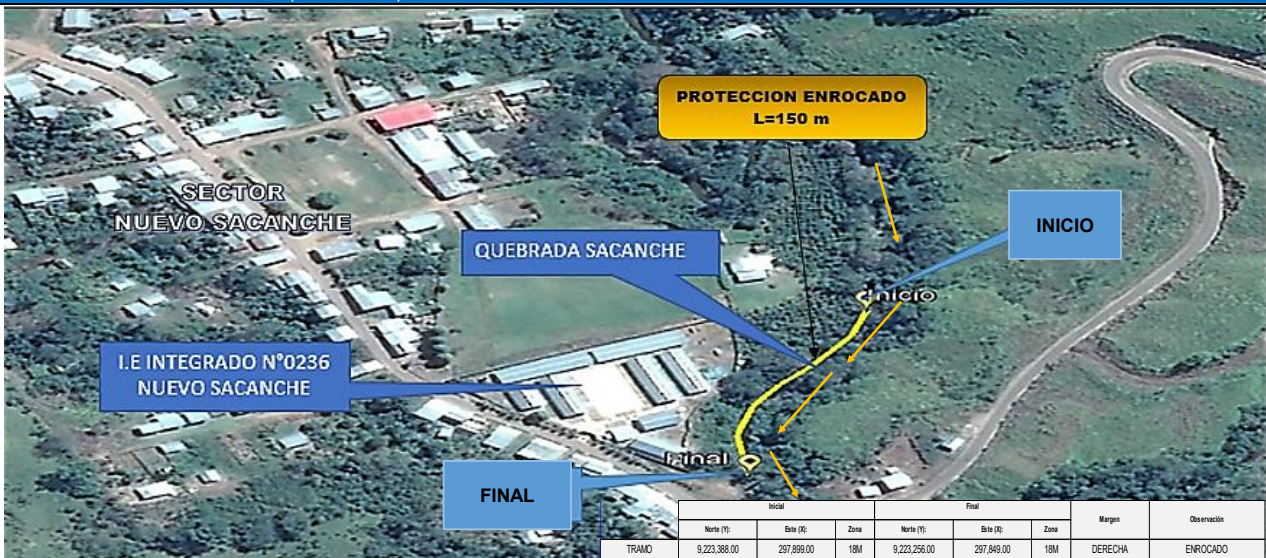 PROTECCION ENROCADO
L=150 m
SECTOR
NUEVO SACANCHE
INICIO
QUEBRADA SACANCHE
Inicio
I.E INTEGRADO N°0236
NUEVO SACANCHE
Final
FINAL
Inicial Final Margen Observación
Norte (Y): Este (X): Zona Norte (Y): Este (X): Zona
TRAMO 9,223,388.00 297,899.00 18M 9,223,256.00 297,849.00 18M DERECHA ENROCADO